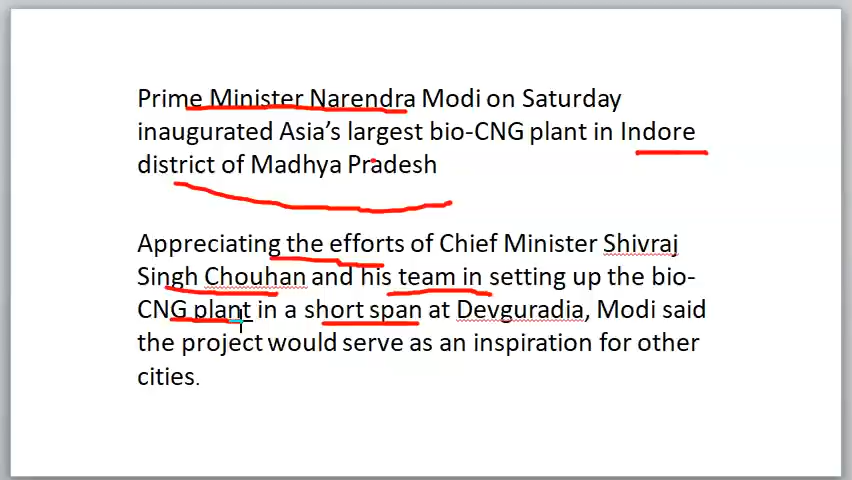 Prime Minister Narendra Modi on Saturday
inaugurated Asia’s largest bio-CNG plant in Indore
district of Madhya Pradesh
Appreciating the efforts of Chief Minister Shivraj
Singh Chouhan and his team in setting up the bio-
CNG plant in a short span at Devguradia, Modi said
the project would serve as an inspiration for other
cities.